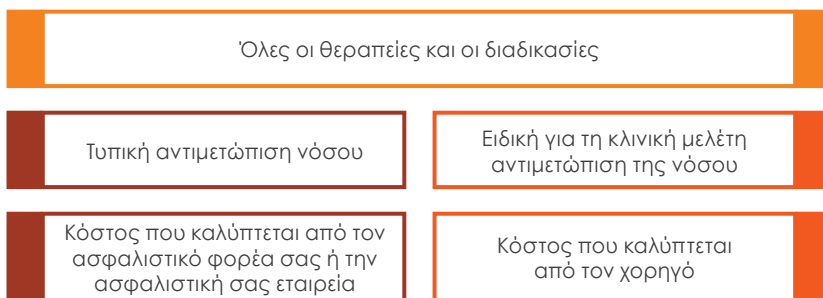 Όλες οι θεραπείες και οι διαδικασίες
Τυπική αντιμετώπιση νόσου
Ειδική για τη κλινική μελέτη
αντιμετώπιση της νόσου
Κόστος που καλύπτεται από τον
ασφαλιστικό φορέα σας ή την
ασφαλιστική σας εταιρεία
Κόστος που καλύπτεται
από τον χορηγό